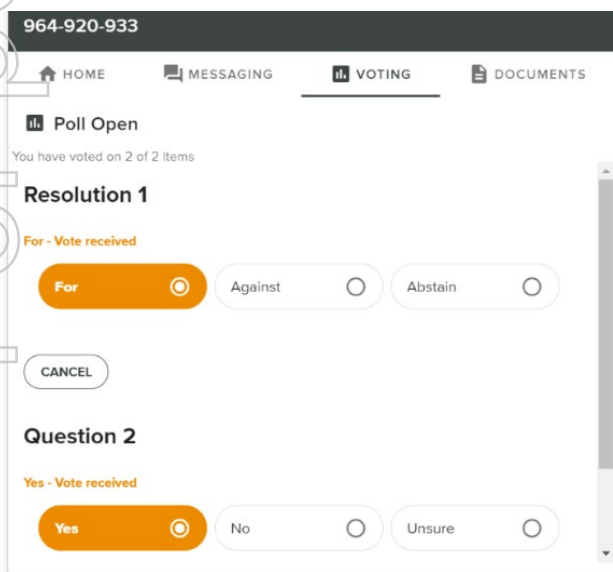 964-920-933
HOME MESSAGING VOTING DOCUMENTS
Poll Open
You have voted on 2 of 2 items
Resolution 1
For - Vote received
For Against Abstain
CANCEL
Question 2
Yes - Vote received
Yes No Unsure